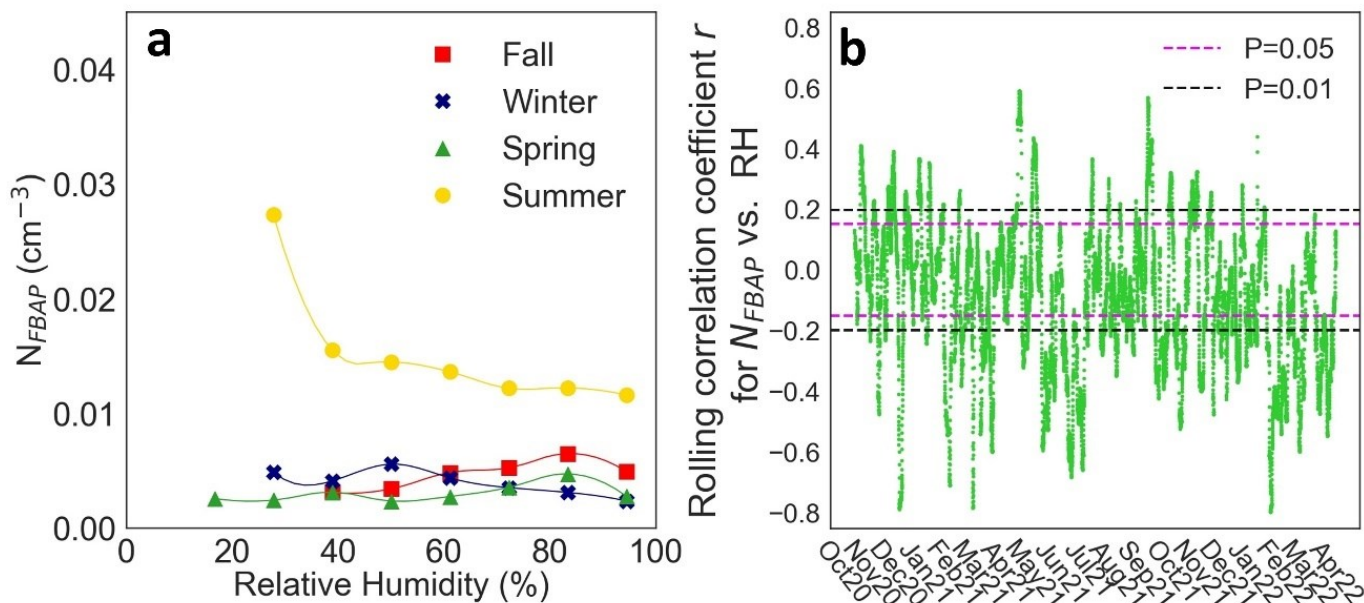 a
Fall
Winter
Spring
Summer
N_FBAP (cm⁻³)
0.04
0.03
0.02
0.01
0.00
0 20 40 60 80 100
Relative Humidity (%)
b
P=0.05
P=0.01
Rolling correlation coefficient r
for N_FBAP vs. RH
0.8
0.6
0.4
0.2
0.0
−0.2
−0.4
−0.6
−0.8
Oct20
Nov20
Dec20
Jan21
Feb21
Mar21
Apr21
May21
Jun21
Jul21
Aug21
Sep21
Oct21
Nov21
Dec21
Jan22
Feb22
Mar22
Apr22